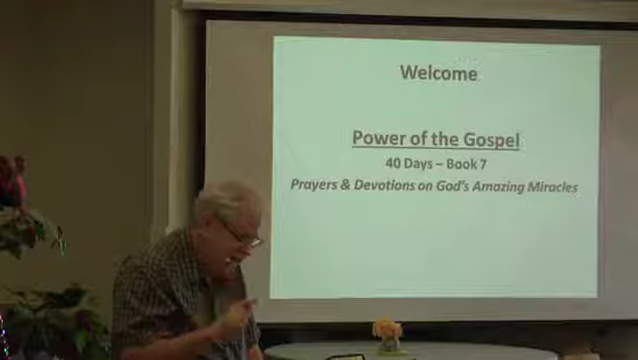 Welcome
Power of the Gospel
40 Days – Book 7
Prayers & Devotions on God's Amazing Miracles